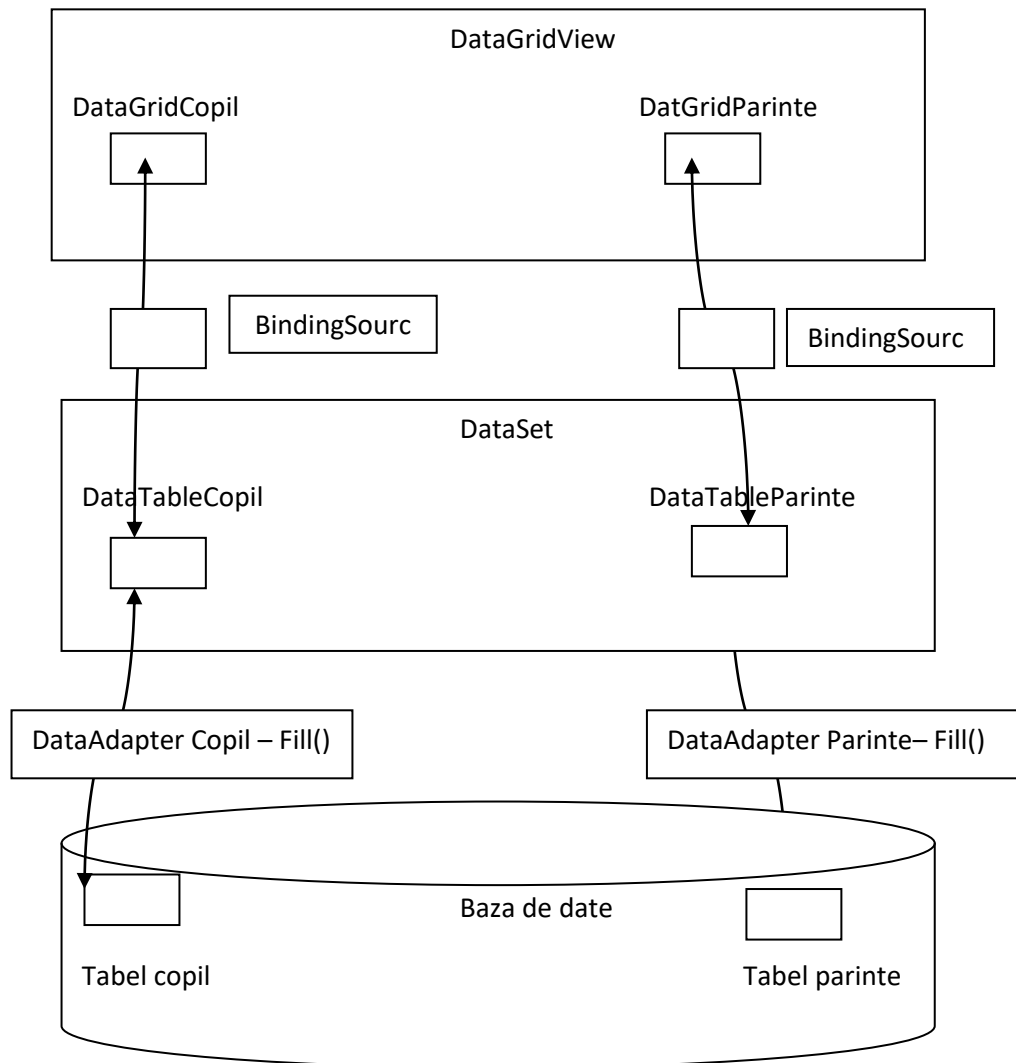 DataGridView
DataGridCopil
DatGridParinte
BindingSourc
BindingSourc
DataSet
DataTableCopil
DataTableParinte
DataAdapter Copil – Fill()
DataAdapter Parinte– Fill()
Baza de date
Tabel copil
Tabel parinte